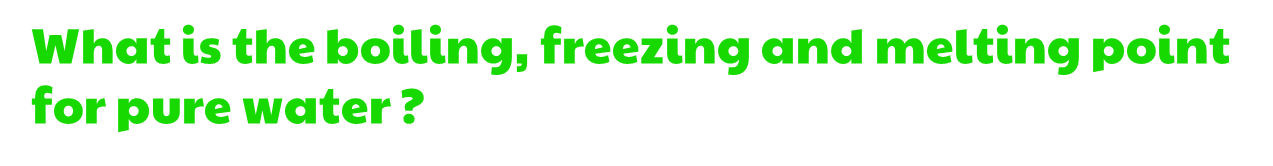 What is the boiling, freezing and melting point
for pure water ?